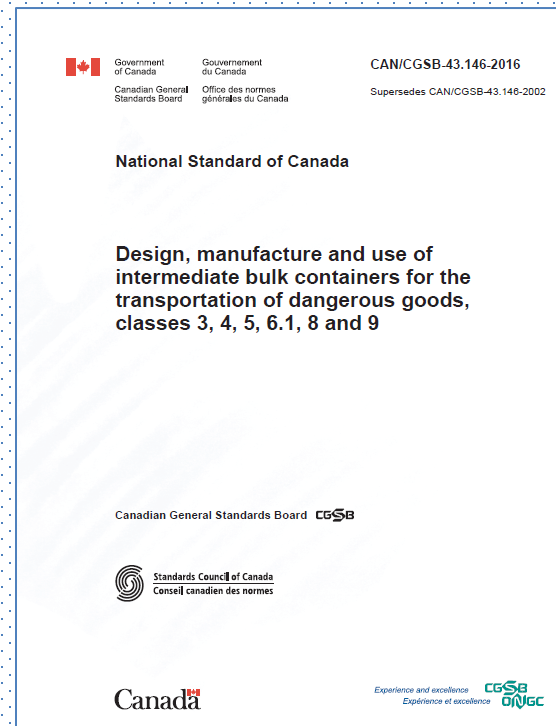 Government
of Canada
Gouvernement
du Canada
Canadian General
Standards Board
Office des normes
générales du Canada
CAN/CGSB-43.146-2016
Supersedes CAN/CGSB-43.146-2002
National Standard of Canada
Design, manufacture and use of
intermediate bulk containers for the
transportation of dangerous goods,
classes 3, 4, 5, 6.1, 8 and 9
Canadian General Standards Board CGSB
Standards Council of Canada
Conseil canadien des normes
Canada
Experience and excellence
Expérience et excellence
CGSB
ONGC